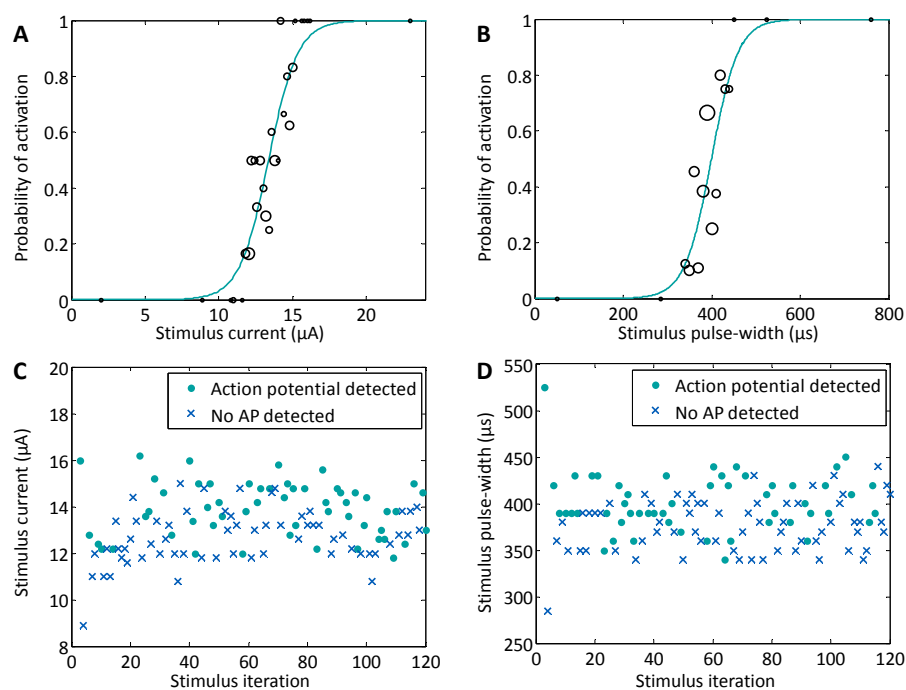 A
Probability of activation
1
0.8
0.6
0.4
0.2
0
0 5 10 15 20
Stimulus current (µA)
B
Probability of activation
1
0.8
0.6
0.4
0.2
0
0 200 400 600 800
Stimulus pulse-width (µs)
C
Stimulus current (µA)
20
18
16
14
12
10
8
Action potential detected
No AP detected
0 20 40 60 80 100 120
Stimulus iteration
D
Stimulus pulse-width (µs)
550
500
450
400
350
300
250
Action potential detected
No AP detected
0 20 40 60 80 100 120
Stimulus iteration